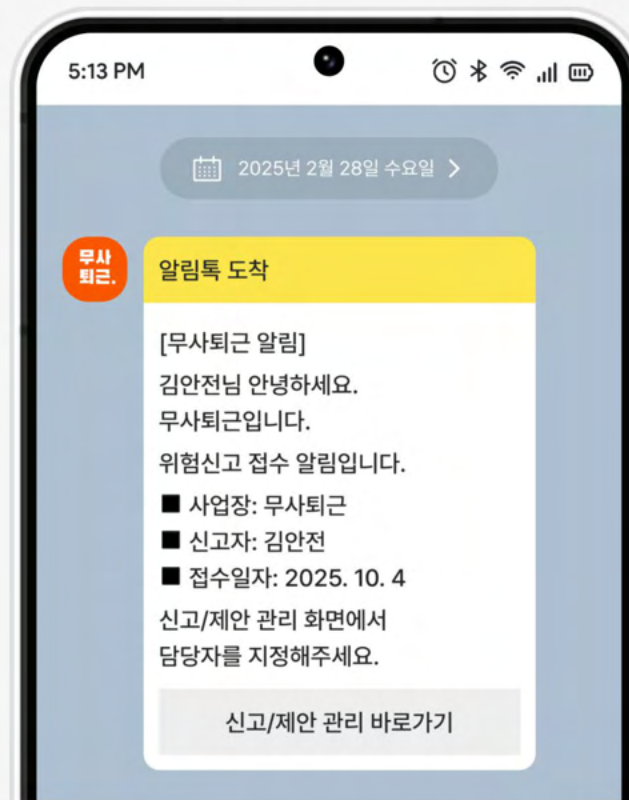 5:13 PM
2025년 2월 28일 수요일
무사
퇴근.
알림톡 도착
[무사퇴근 알림]
김안전님 안녕하세요.
무사퇴근입니다.
위험신고 접수 알림입니다.
■ 사업장: 무사퇴근
■ 신고자: 김안전
■ 접수일자: 2025. 10. 4
신고/제안 관리 화면에서
담당자를 지정해주세요.
신고/제안 관리 바로가기